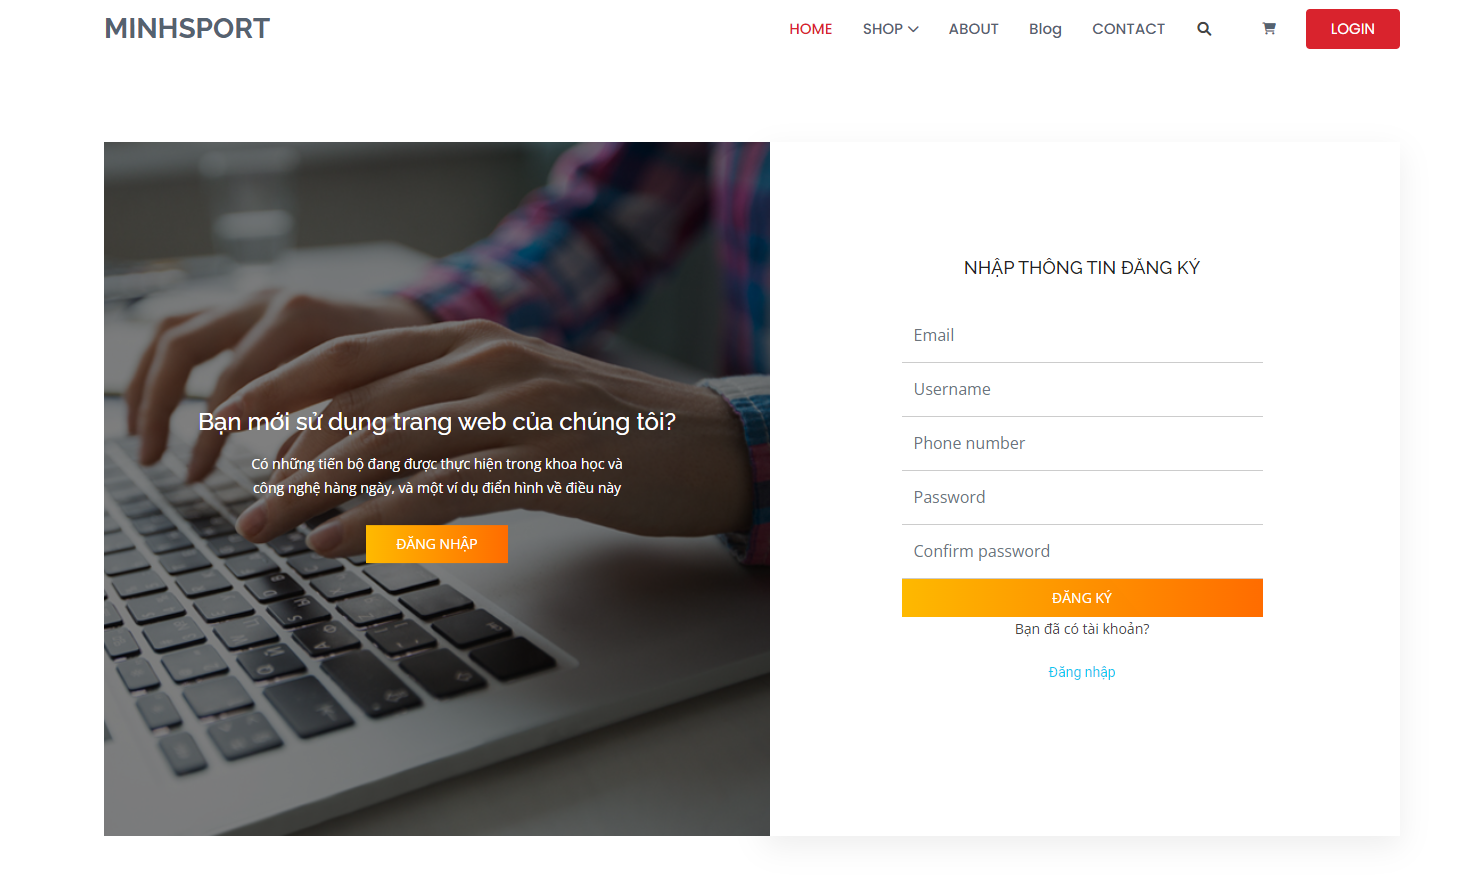 MINHSPORT
HOME
SHOP
ABOUT
Blog
CONTACT
LOGIN
Bạn mới sử dụng trang web của chúng tôi?
Có những tiến bộ đang được thực hiện trong khoa học và
công nghệ hàng ngày, và một ví dụ điển hình về điều này
ĐĂNG NHẬP
NHẬP THÔNG TIN ĐĂNG KÝ
Email
Username
Phone number
Password
Confirm password
ĐĂNG KÝ
Bạn đã có tài khoản?
Đăng nhập